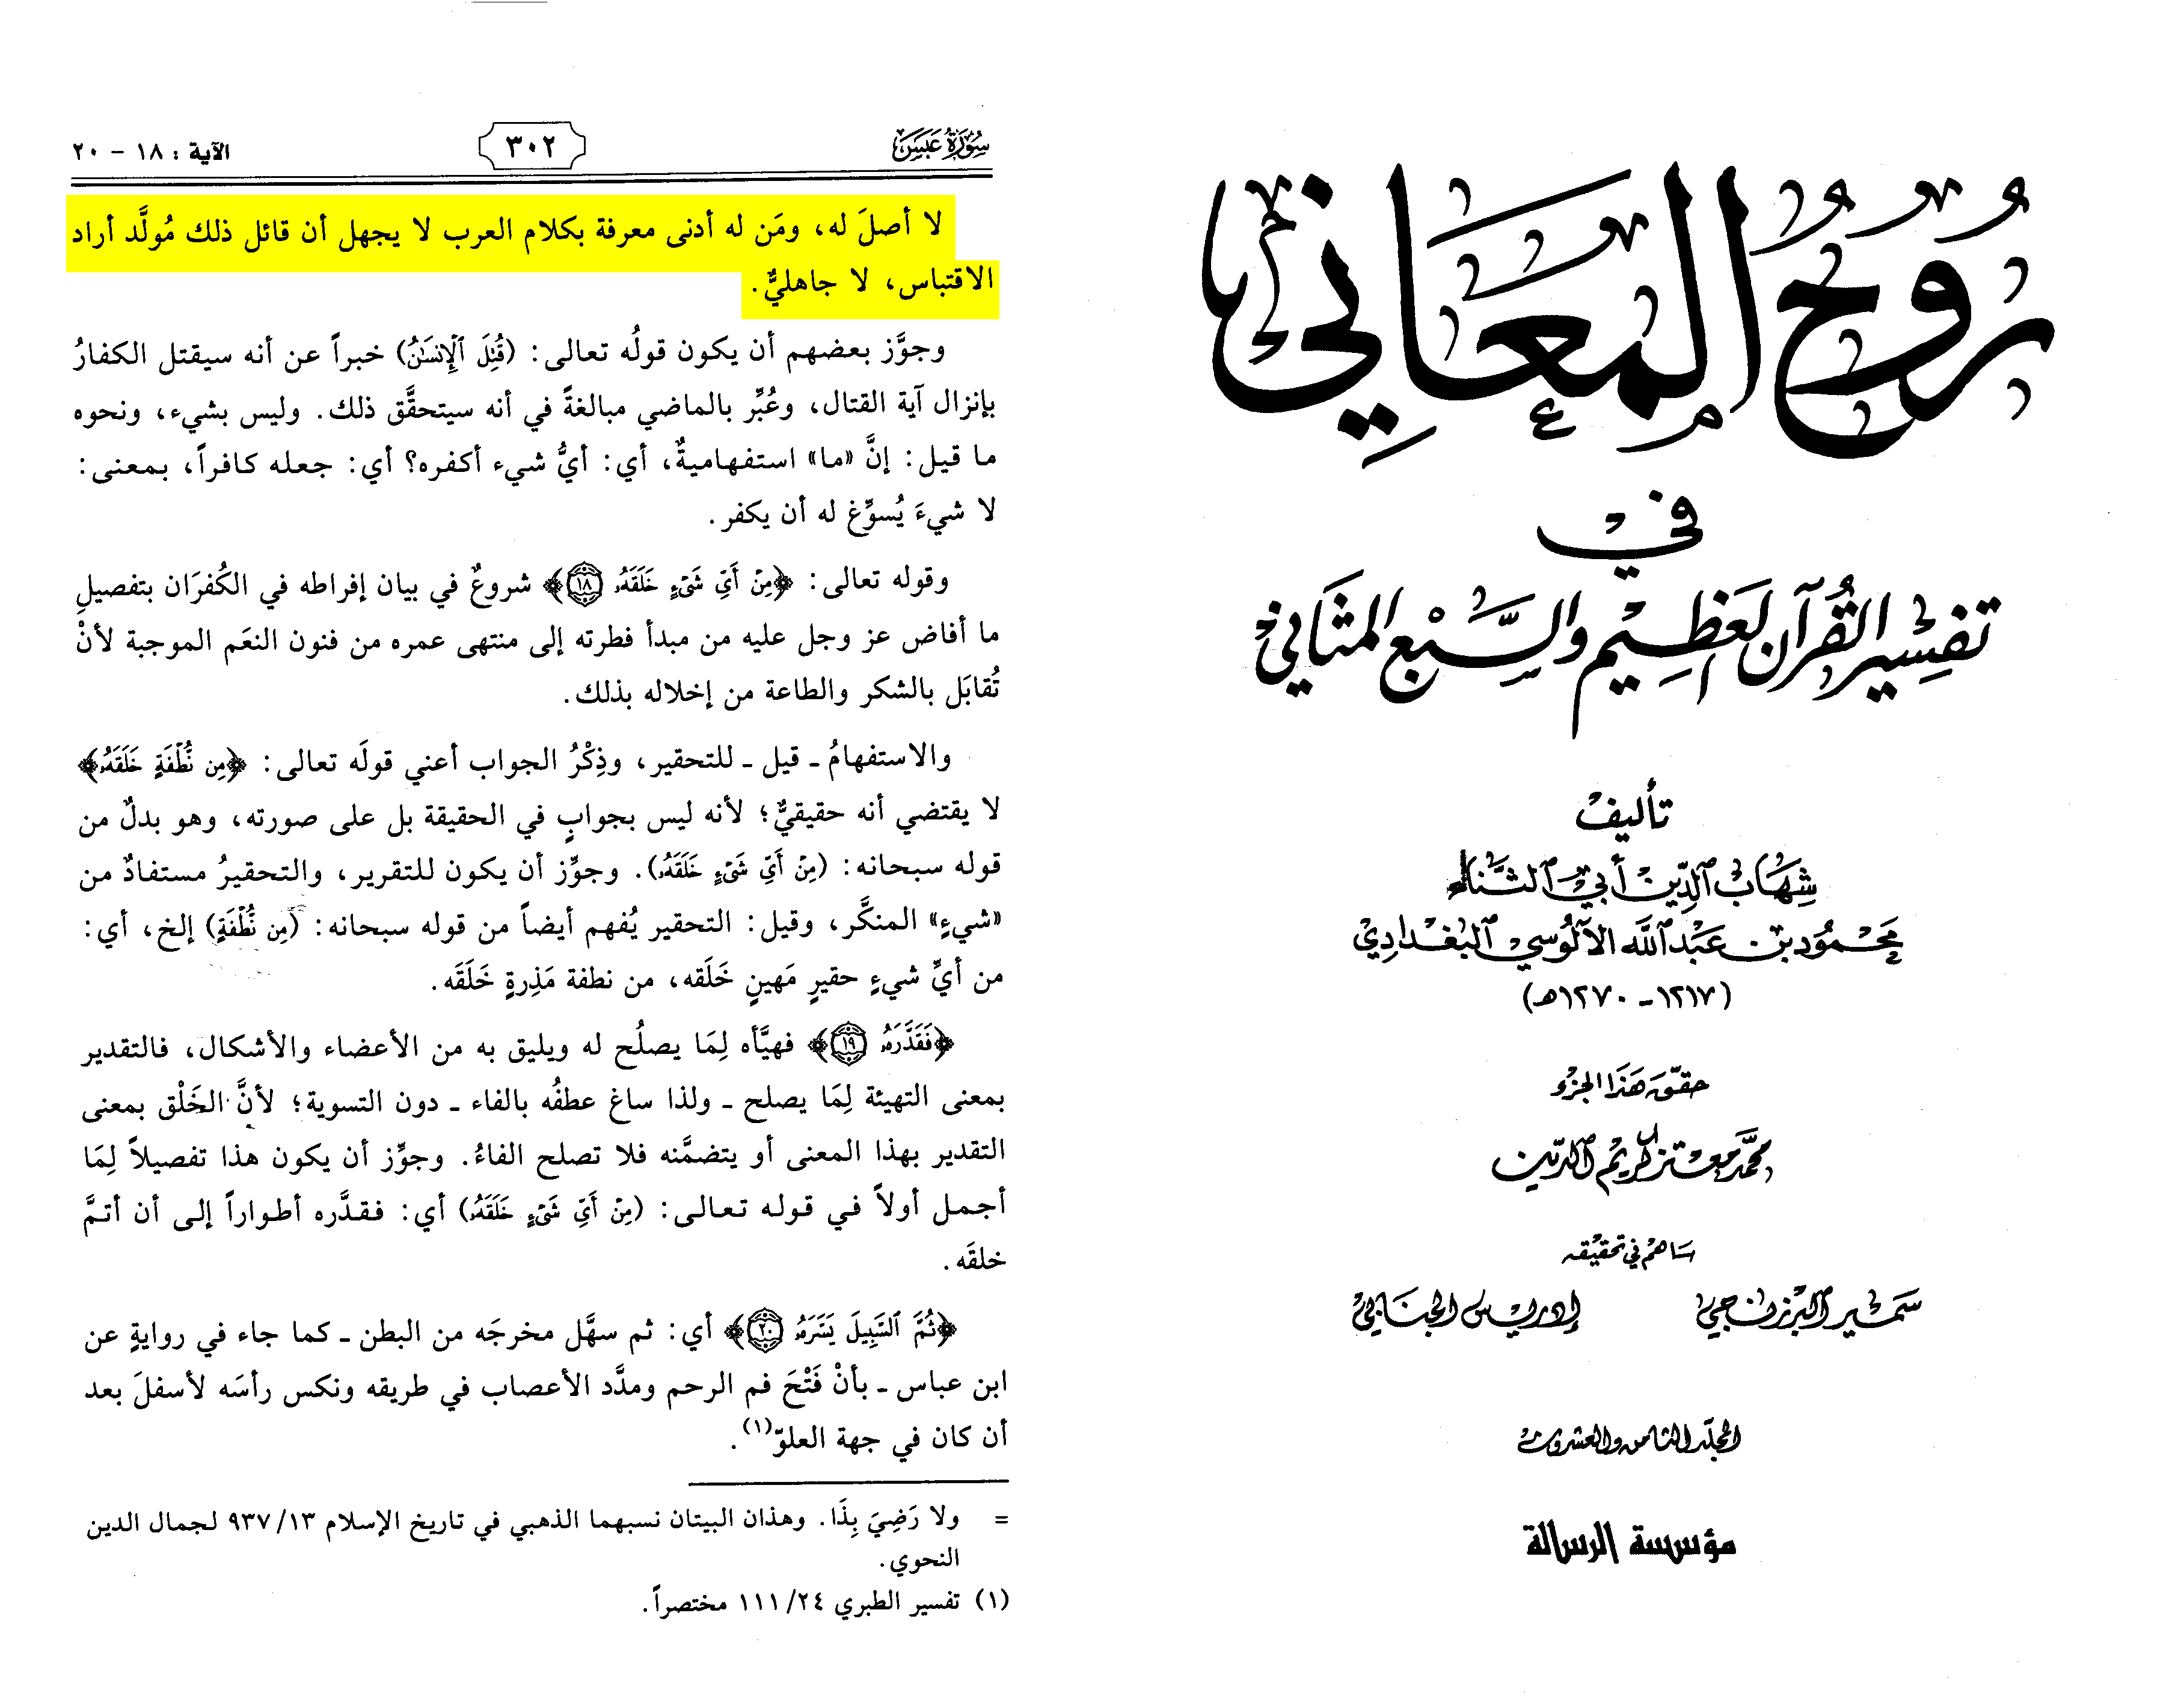 رُوحُ المَعَاني
في
تفسير القرآن العظيم والسبع المثاني
تأليف
شهاب الدين أبي الثناء
محمود بن عبد الله الآلوسي البغدادي
(١٢١٧ - ١٢٧٠هـ)
حقق هذا الجزء
محمد معتز كريم الدين
ساهم في تحقيقه
سمير البرزنجي إدريس الجنابي
المجلد الثامن والعشرون
مؤسسة الرسالة
سُورَةُ عَبَسَ ٣٠٢ الآية : ١٨ - ٢٠
لا أصلَ له، ومَن له أدنى معرفة بكلام العرب لا يجهل أن قائل ذلك مُولَّد أراد
الاقتباس، لا جاهليٌّ.
وجوَّز بعضهم أن يكون قولُه تعالى: (قُتِلَ ٱلْإِنسَٰنُ) خبراً عن أنه سيقتل الكفارُ
بإنزال آية القتال، وعُبِّر بالماضي مبالغةً في أنه سيتحقَّق ذلك. وليس بشيء، ونحوه
ما قيل: إنَّ «ما» استفهاميةٌ، أي: أيُّ شيء أكفره؟ أي: جعله كافراً، بمعنى:
لا شيءَ يُسوِّغ له أن يكفر.
وقوله تعالى: ﴿مِنْ أَيِّ شَىْءٍ خَلَقَهُۥ ١٨﴾ شروعٌ في بيان إفراطه في الكُفرَان بتفصيلِ
ما أفاض عز وجل عليه من مبدأ فطرته إلى منتهى عمره من فنون النعَم الموجبة لأنْ
تُقابَل بالشكر والطاعة من إخلاله بذلك.
والاستفهامُ ـ قيل ـ للتحقير، وذِكْرُ الجواب أعني قولَه تعالى: ﴿مِن نُّطْفَةٍ خَلَقَهُۥ﴾
لا يقتضي أنه حقيقيٌّ؛ لأنه ليس بجوابٍ في الحقيقة بل على صورته، وهو بدلٌ من
قوله سبحانه: (مِنْ أَيِّ شَىْءٍ خَلَقَهُۥ). وجوِّز أن يكون للتقرير، والتحقيرُ مستفادٌ من
«شيءٍ» المنكَّر، وقيل: التحقير يُفهم أيضاً من قوله سبحانه: (مِن نُّطْفَةٍ) إلخ، أي:
من أيِّ شيءٍ حقيرٍ مَهينٍ خَلَقه، من نطفة مَذِرةٍ خَلَقَه.
﴿فَقَدَّرَهُۥ ١٩﴾ فهيَّأه لِمَا يصلُح له ويليق به من الأعضاء والأشكال، فالتقدير
بمعنى التهيئة لِمَا يصلح ـ ولذا ساغ عطفُه بالفاء ـ دون التسوية؛ لأنَّ الخَلْق بمعنى
التقدير بهذا المعنى أو يتضمَّنه فلا تصلح الفاءُ. وجوِّز أن يكون هذا تفصيلاً لِمَا
أجمل أولاً في قوله تعالى: (مِنْ أَيِّ شَىْءٍ خَلَقَهُۥ) أي: فقدَّره أطواراً إلى أن أتمَّ
خلقَه.
﴿ثُمَّ ٱلسَّبِيلَ يَسَّرَهُۥ ٢٠﴾ أي: ثم سهَّل مخرجَه من البطن ـ كما جاء في روايةٍ عن
ابن عباس ـ بأنْ فَتْحَ فم الرحم ومدَّد الأعصاب في طريقه ونكس رأسَه لأسفلَ بعد
أن كان في جهة العلوّ(١).
= ولا رَضِيَ بِذَا. وهذان البيتان نسبهما الذهبي في تاريخ الإسلام ٩٣٧/١٣ لجمال الدين
النحوي.
(١) تفسير الطبري ١١١/٢٤ مختصراً.